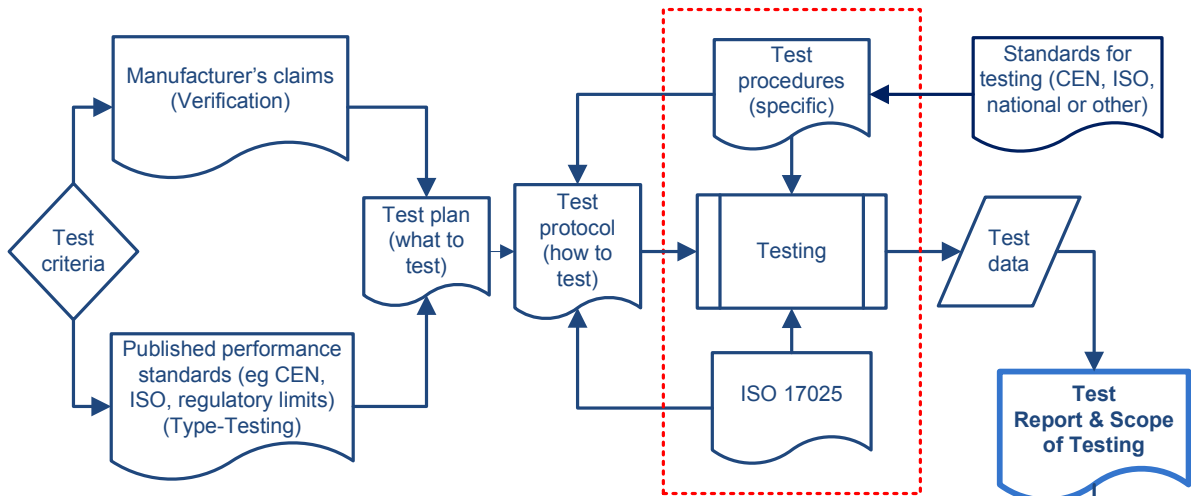 Manufacturer's claims
(Verification)
Test
procedures
(specific)
Standards for
testing (CEN, ISO,
national or other)
Test
criteria
Test plan
(what to
test)
Test
protocol
(how to
test)
Testing
Test
data
Published performance
standards (eg CEN,
ISO, regulatory limits)
(Type-Testing)
ISO 17025
Test
Report & Scope
of Testing